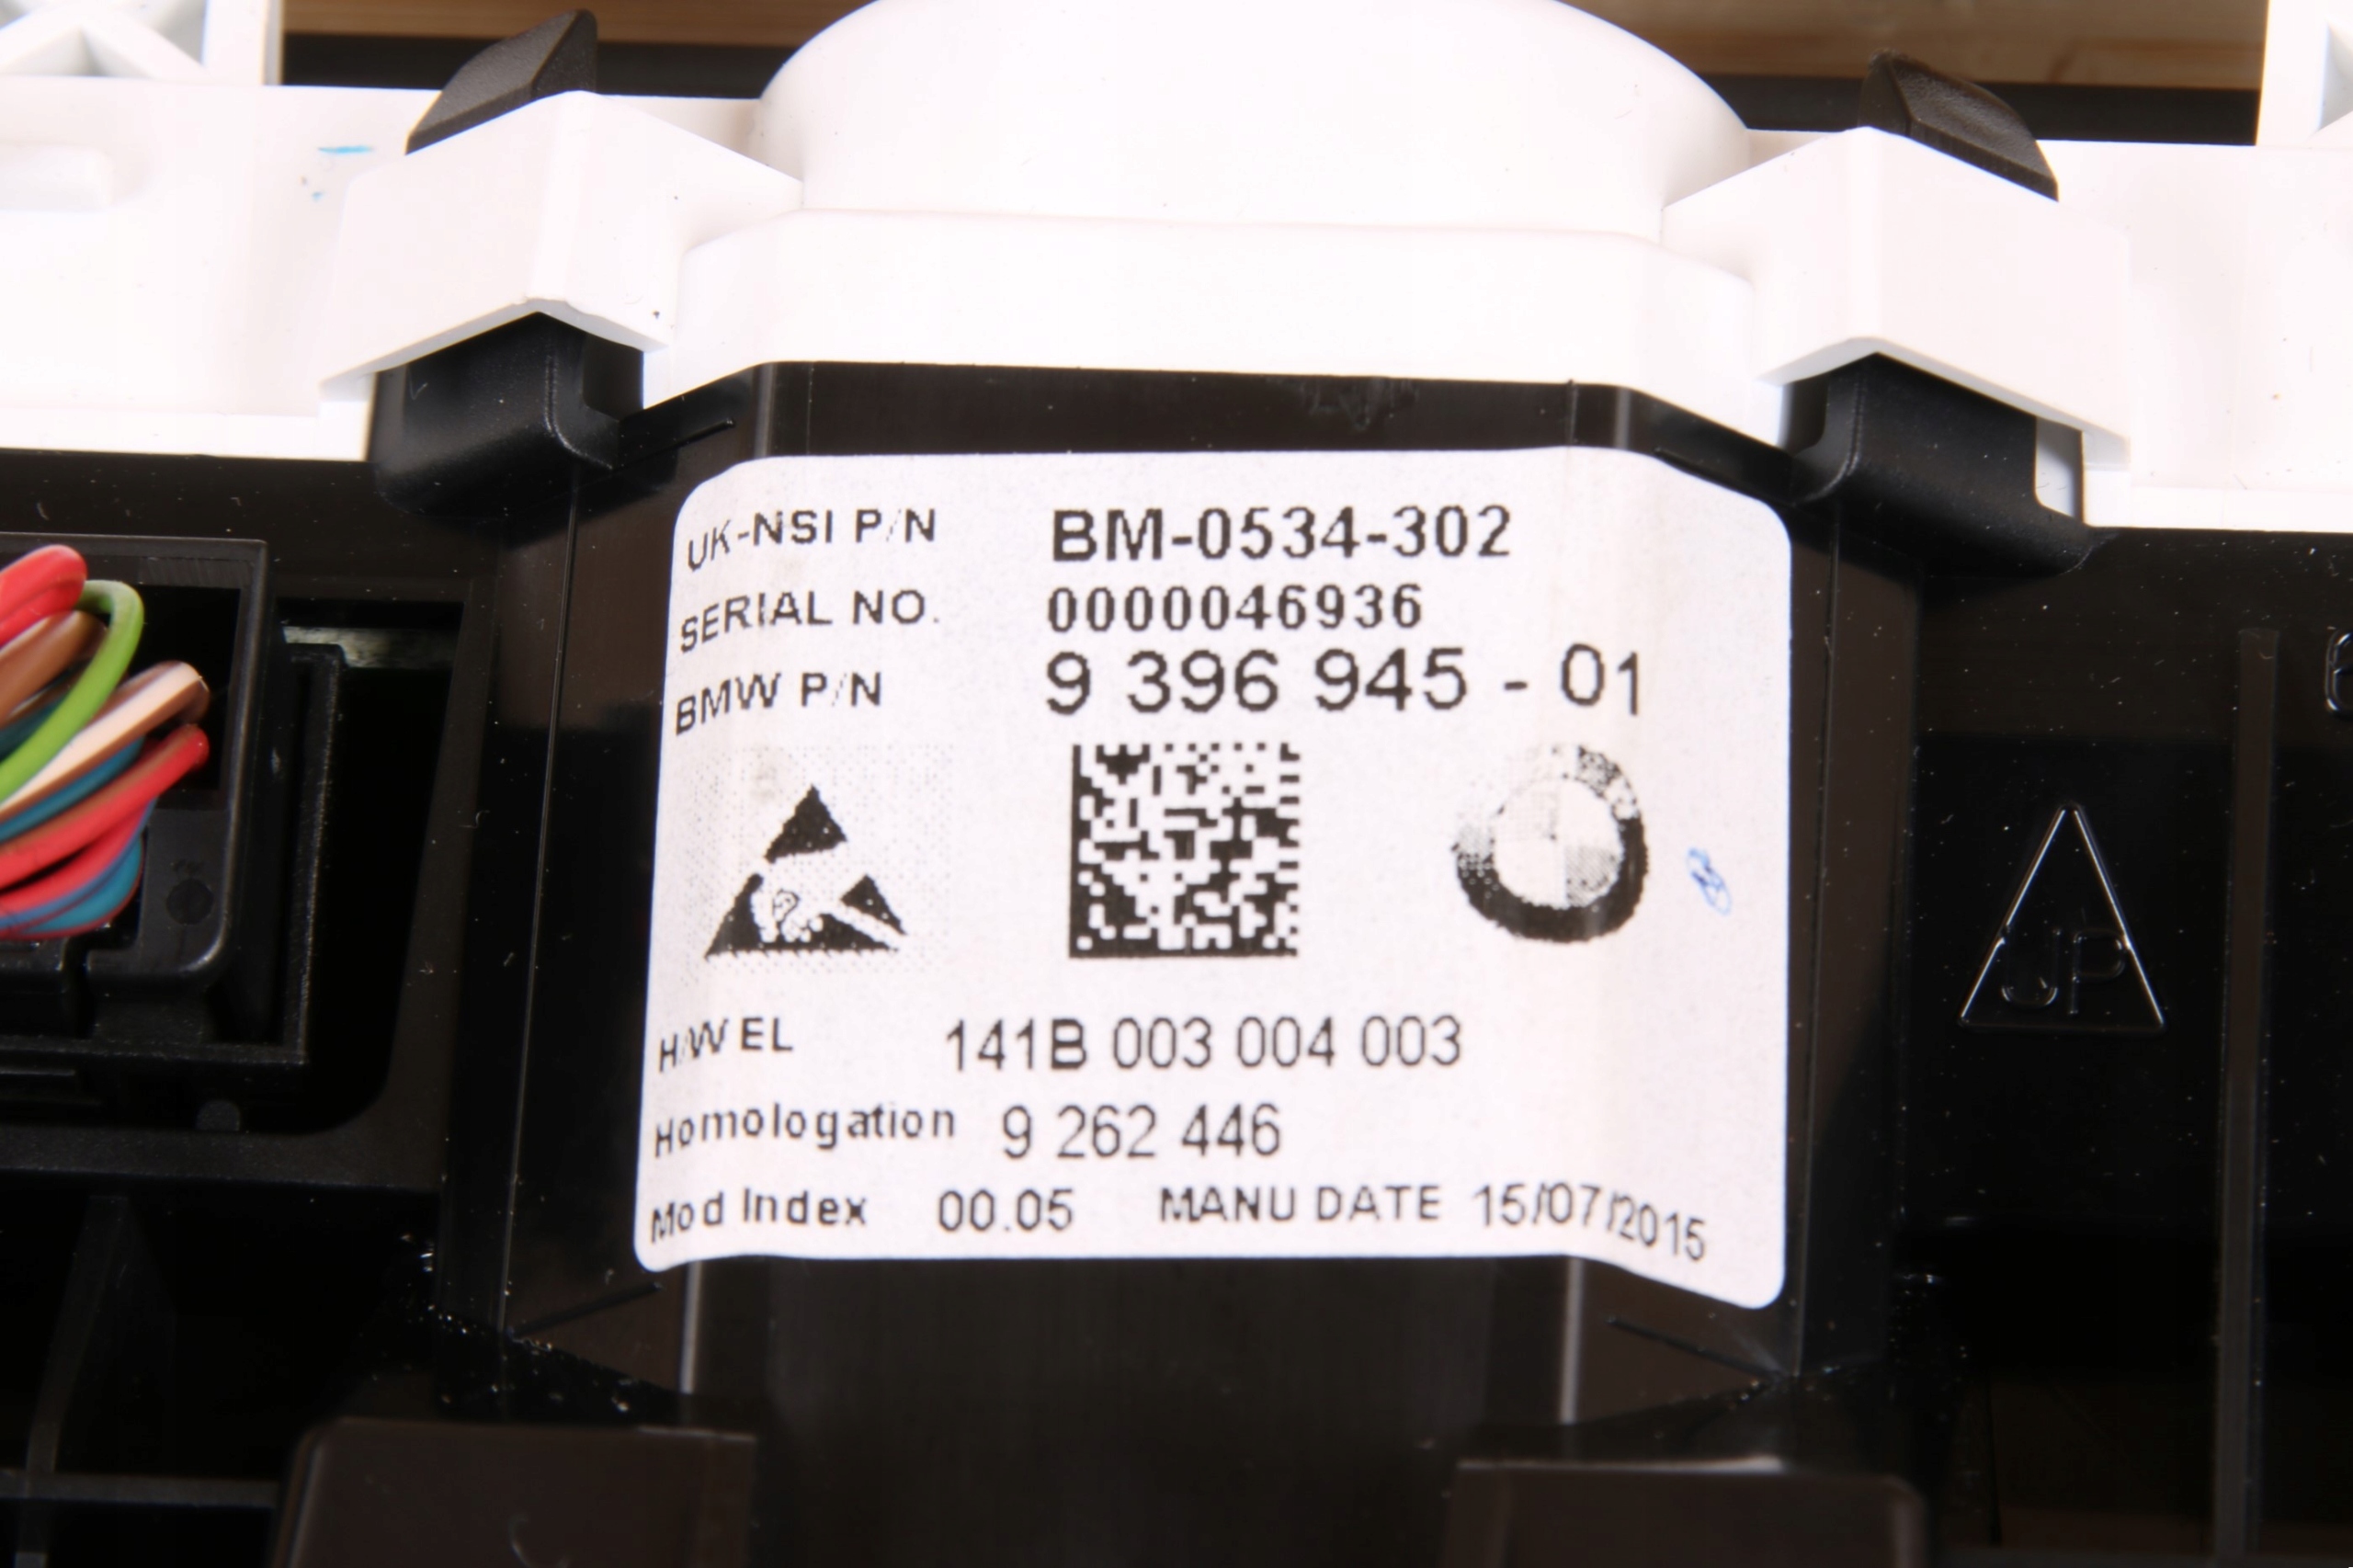 UK-NSI P/N BM-0534-302
SERIAL NO. 0000046936
BMW P/N 9 396 945 - 01
H/W EL 141B 003 004 003
Homologation 9 262 446
Mod Index 00.05 MANU DATE 15/07/2015
JP